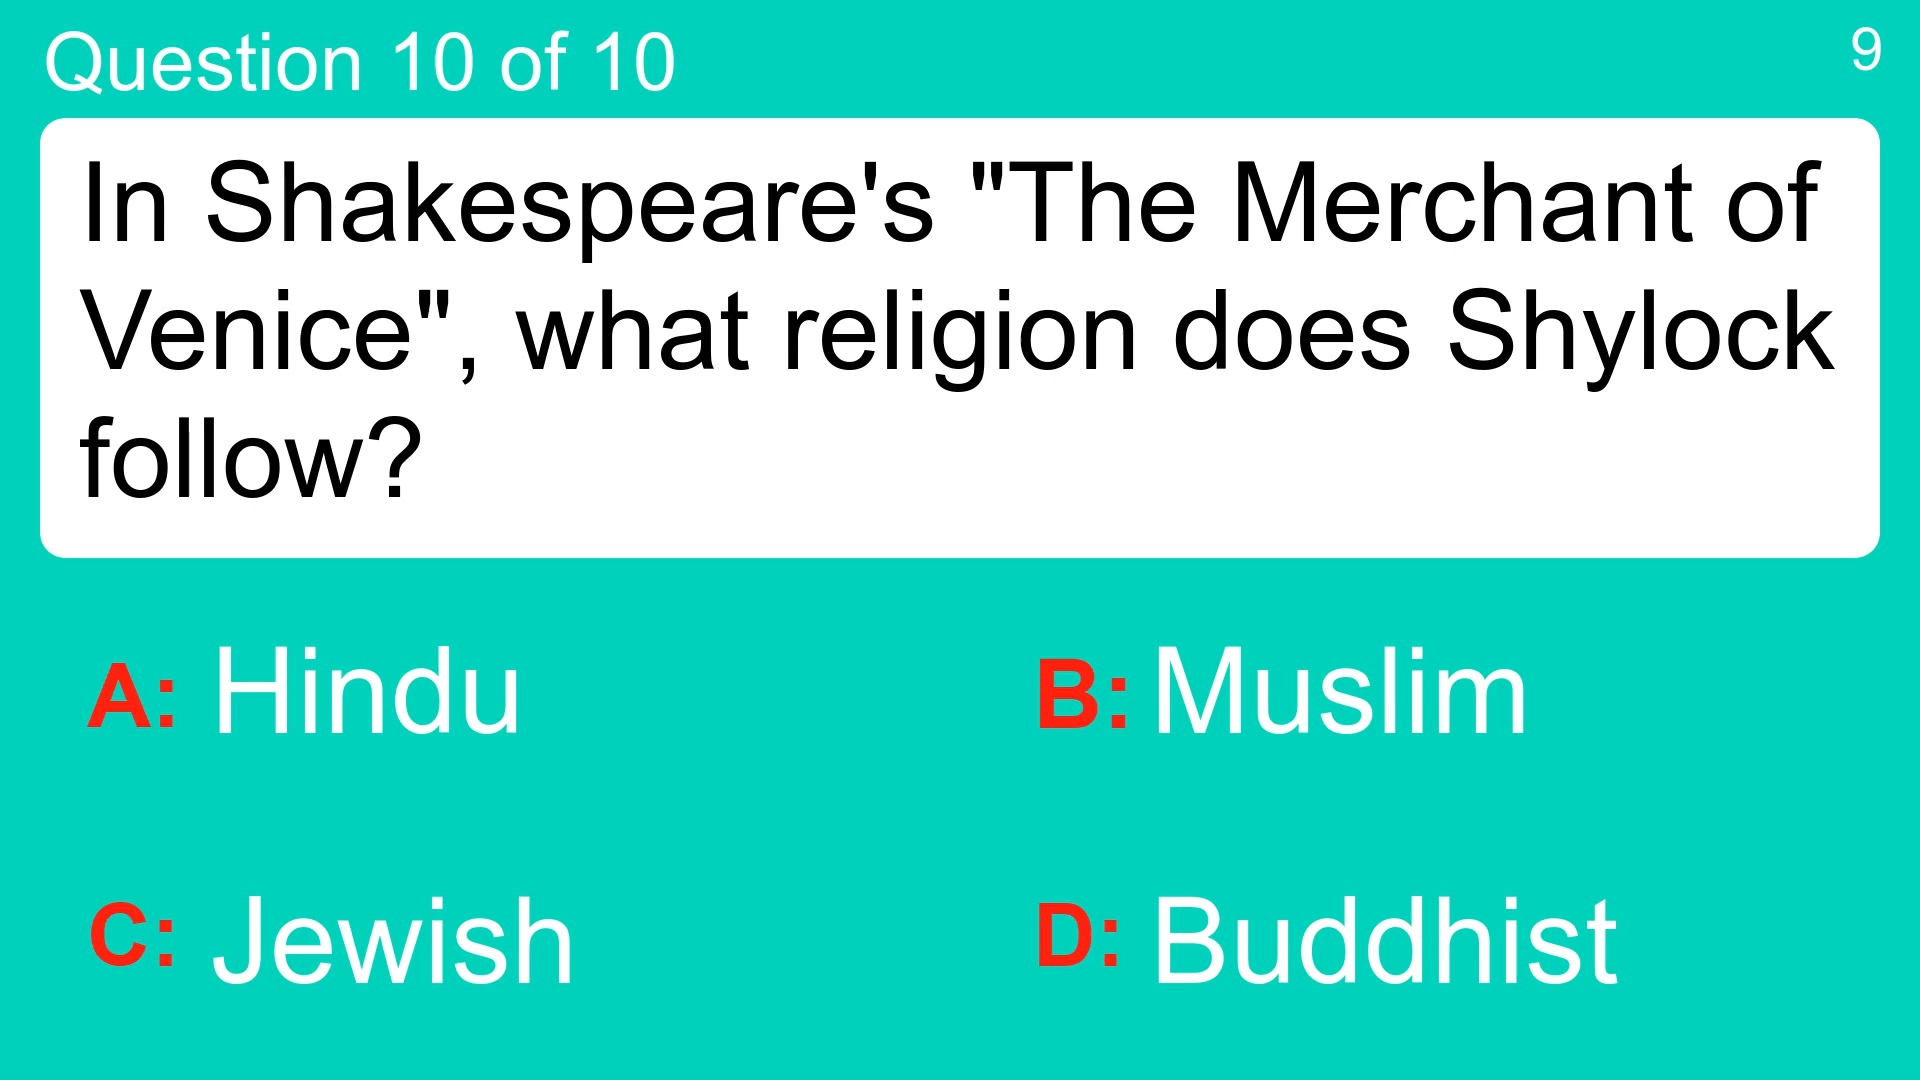 Question 10 of 10
9
In Shakespeare's "The Merchant of
Venice", what religion does Shylock
follow?
A: Hindu
B: Muslim
C: Jewish
D: Buddhist